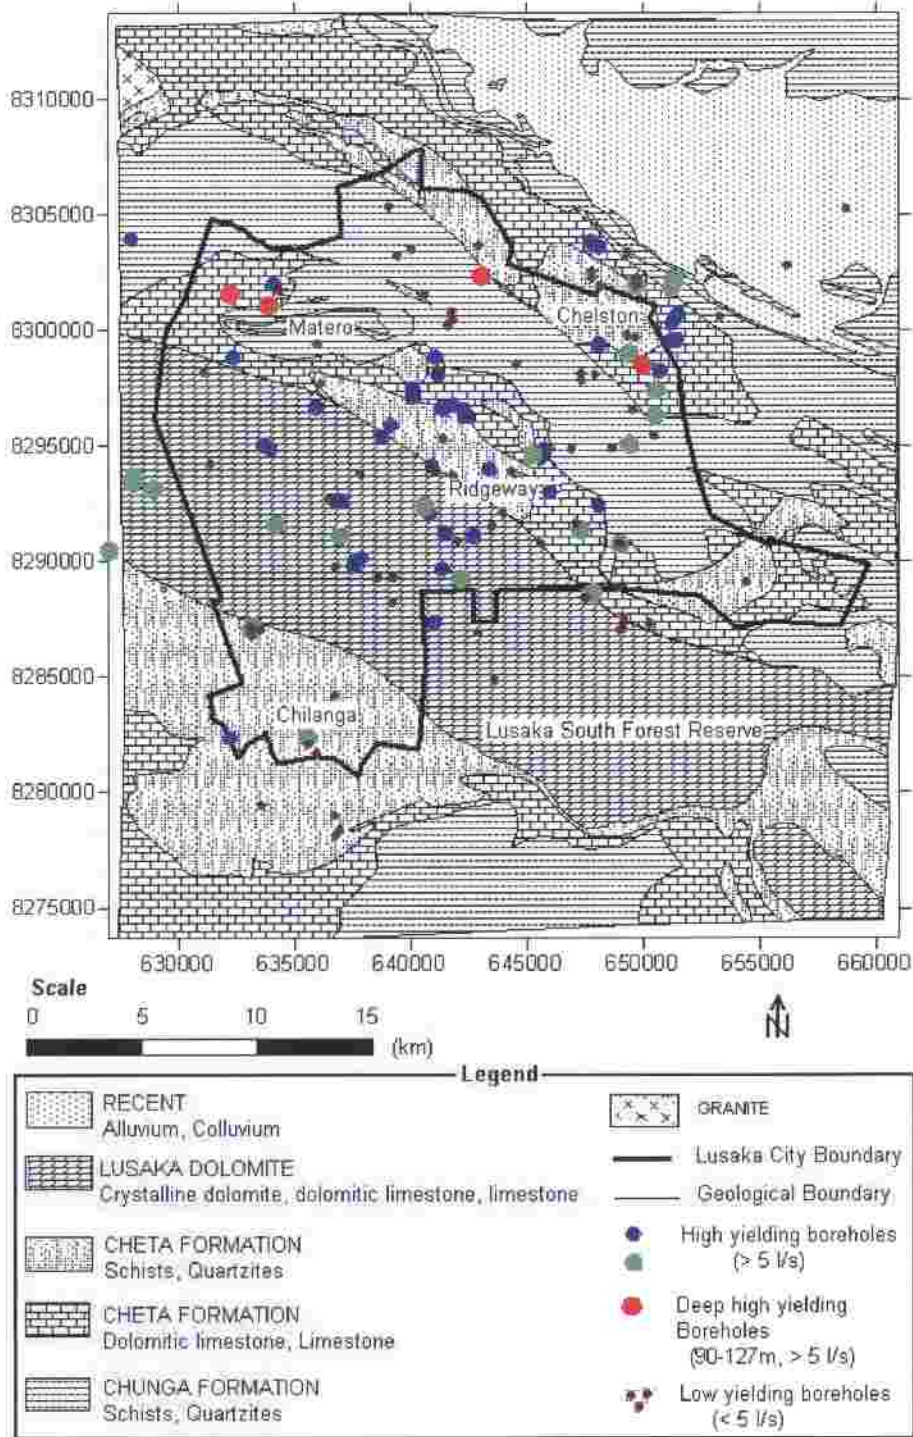 8310000
8305000
8300000
8295000
8290000
8285000
8280000
8275000
Matero
Chelston
Ridgeway
Chilanga
Lusaka South Forest Reserve
630000 635000 640000 645000 650000 655000 660000
Scale
0 5 10 15
(km)
N
Legend
RECENT
Alluvium, Colluvium
LUSAKA DOLOMITE
Crystalline dolomite, dolomitic limestone, limestone
CHETA FORMATION
Schists, Quartzites
CHETA FORMATION
Dolomitic limestone, Limestone
CHUNGA FORMATION
Schists, Quartzites
GRANITE
Lusaka City Boundary
Geological Boundary
High yielding boreholes
(> 5 l/s)
Deep high yielding
Boreholes
(90-127m, > 5 l/s)
Low yielding boreholes
(< 5 l/s)